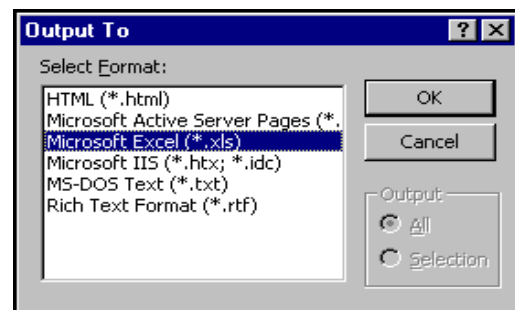 Output To
Select Format:
HTML (*.html)
Microsoft Active Server Pages (*.
Microsoft Excel (*.xls)
Microsoft IIS (*.htx; *.idc)
MS-DOS Text (*.txt)
Rich Text Format (*.rtf)
OK
Cancel
Output
All
Selection